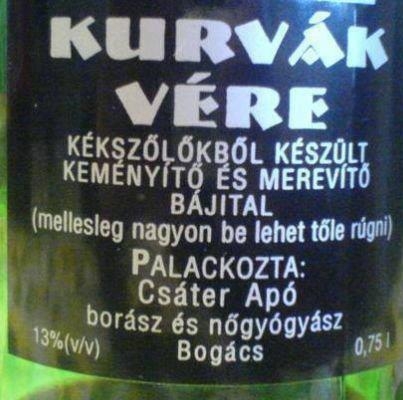 KURVÁK
VÉRE
KÉKSZŐLŐKBŐL KÉSZÜLT
KEMÉNYÍTŐ ÉS MEREVÍTŐ
BÁJITAL
(mellesleg nagyon be lehet tőle rúgni)
PALACKOZTA:
Csáter Apó
borász és nőgyógyász
13%(v/v) Bogács 0,75 l